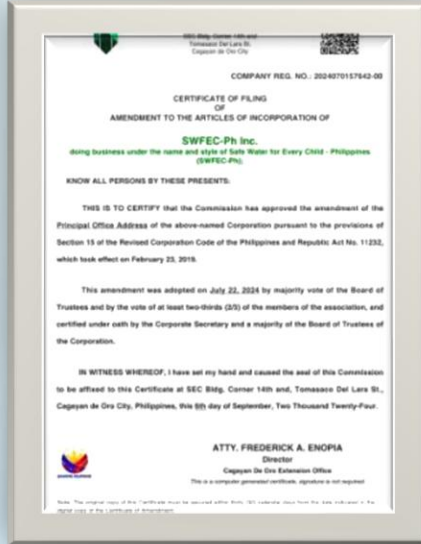 SEC Bldg. Corner 14th and
Tomasaco Del Lara St.
Cagayan de Oro City
COMPANY REG. NO.: 2024070157642-00
CERTIFICATE OF FILING
OF
AMENDMENT TO THE ARTICLES OF INCORPORATION OF
SWFEC-Ph Inc.
doing business under the name and style of Safe Water for Every Child - Philippines
(SWFEC-Ph).
KNOW ALL PERSONS BY THESE PRESENTS:
THIS IS TO CERTIFY that the Commission has approved the amendment of the
Principal Office Address of the above-named Corporation pursuant to the provisions of
Section 15 of the Revised Corporation Code of the Philippines and Republic Act No. 11232,
which took effect on February 23, 2019.
This amendment was adopted on July 22, 2024 by majority vote of the Board of
Trustees and by the vote of at least two-thirds (2/3) of the members of the association, and
certified under oath by the Corporate Secretary and a majority of the Board of Trustees of
the Corporation.
IN WITNESS WHEREOF, I have set my hand and caused the seal of this Commission
to be affixed to this Certificate at SEC Bldg. Corner 14th and, Tomasaco Del Lara St.,
Cagayan de Oro City, Philippines, this day of September, Two Thousand Twenty-Four.
ATTY. FREDERICK A. ENOPIA
Director
Cagayan De Oro Extension Office
This is a computer generated certificate, signature is not required.